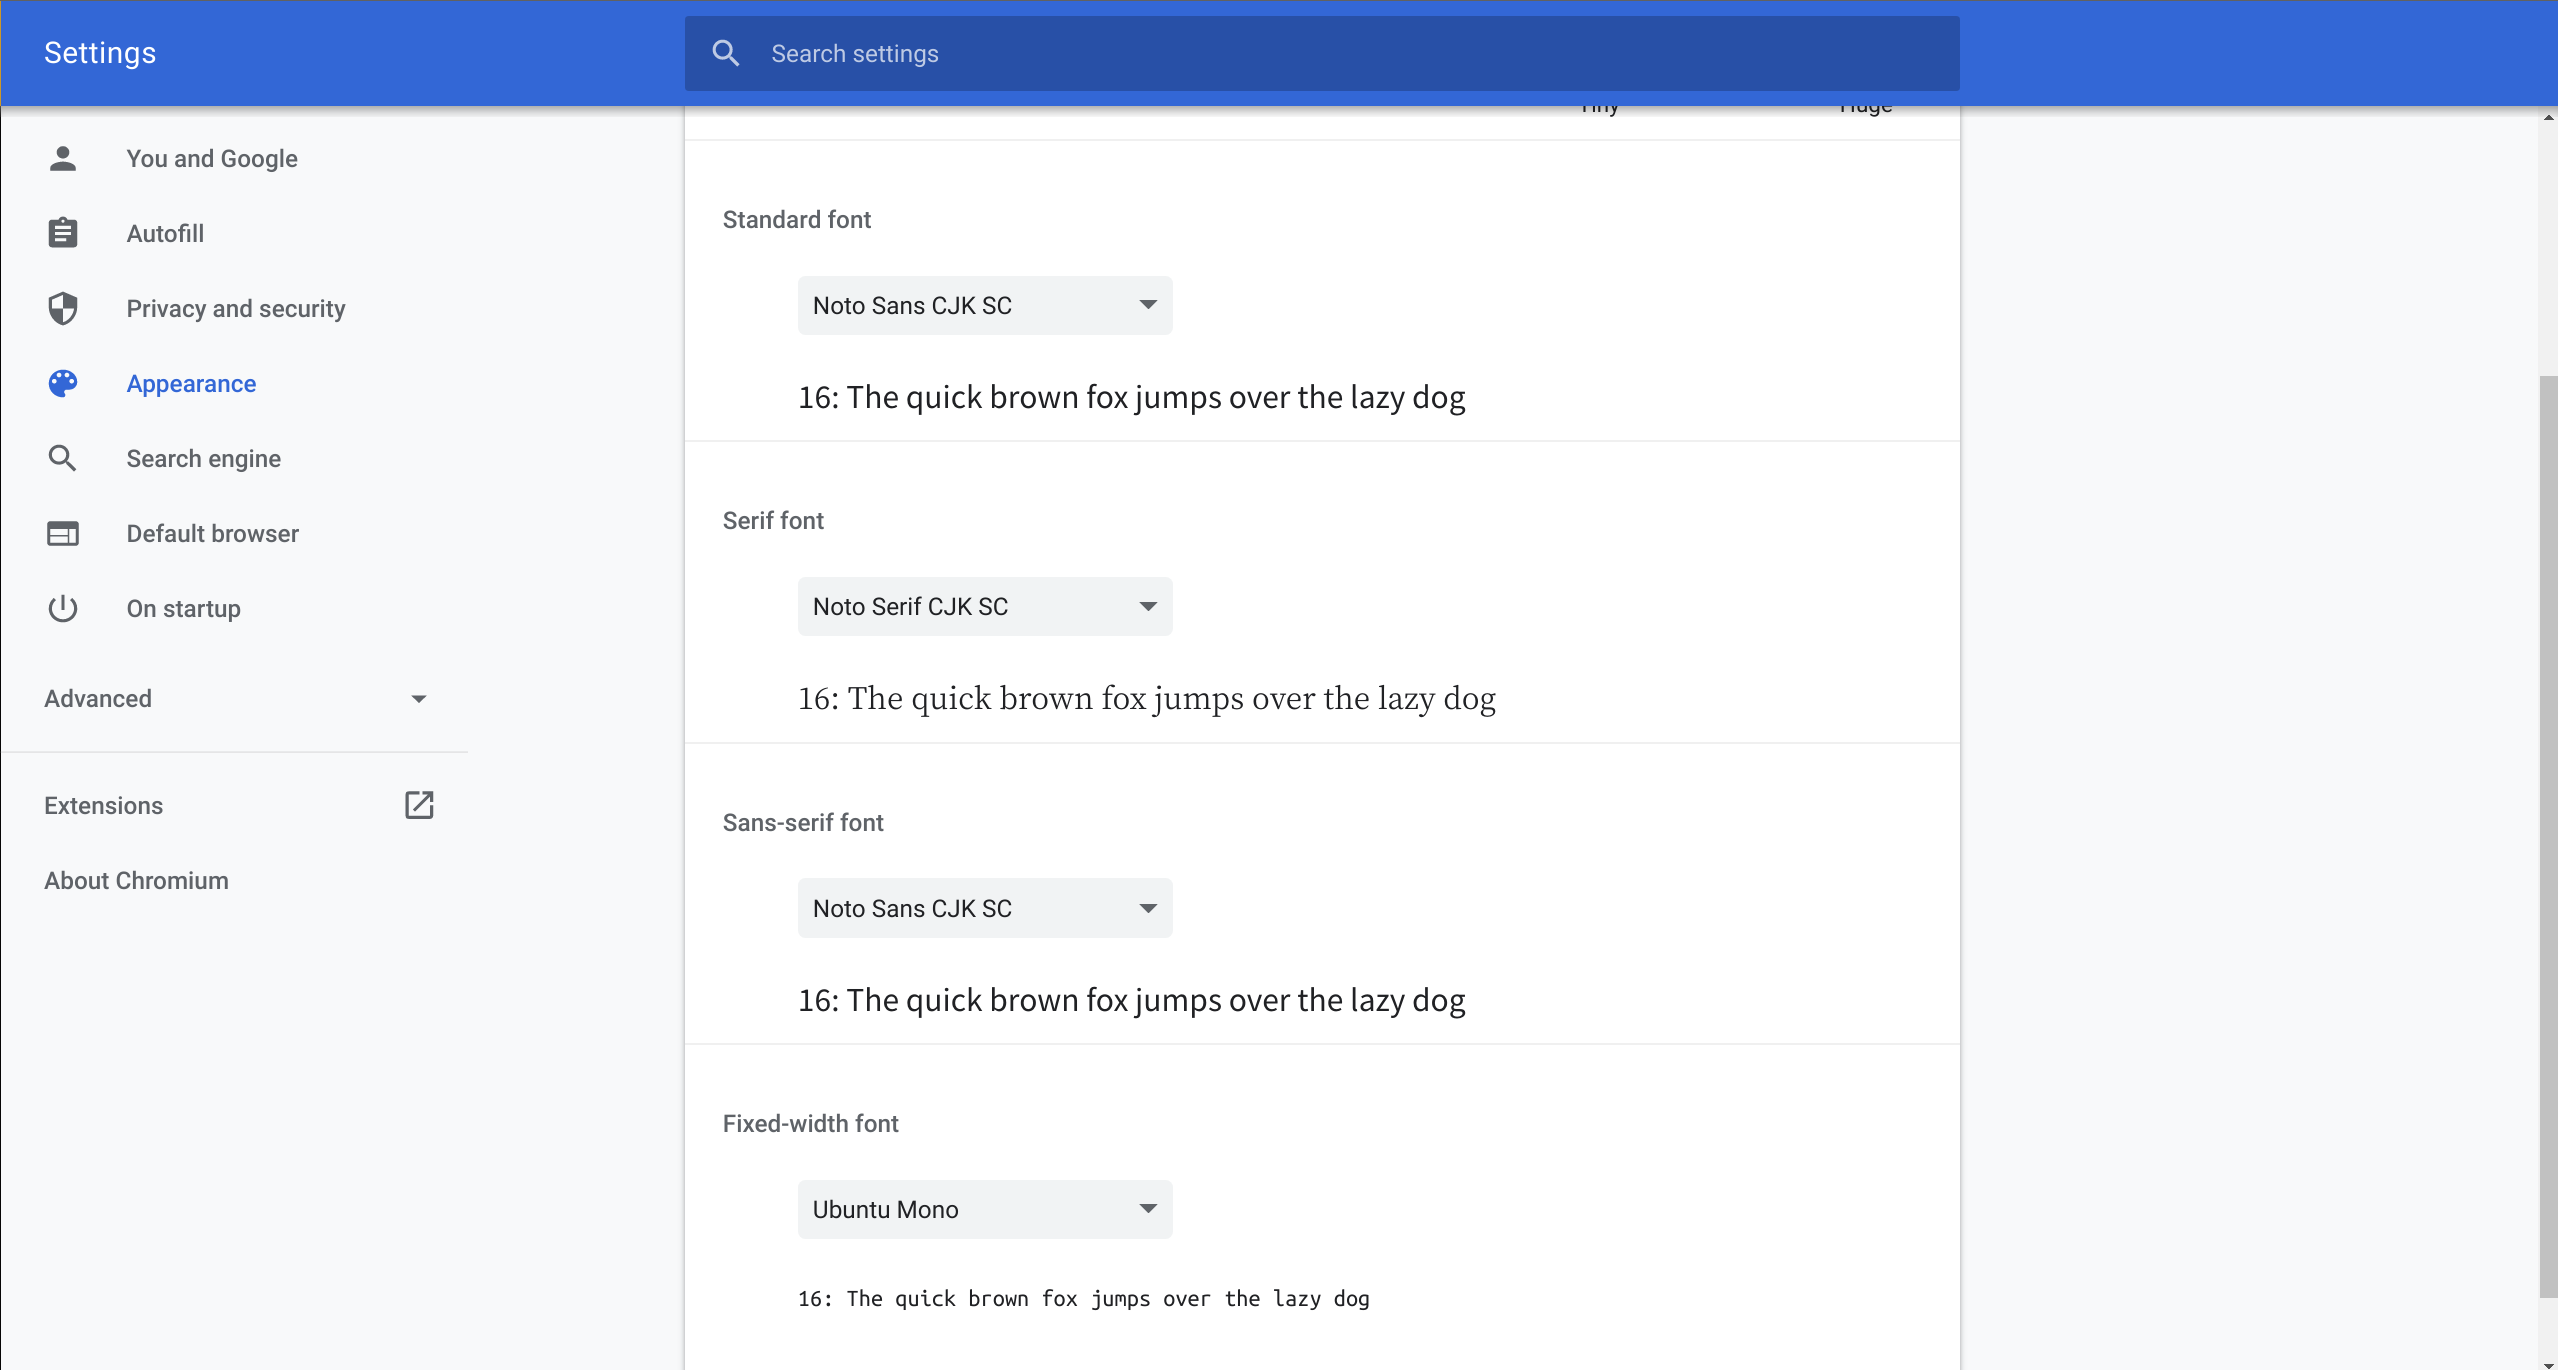 Settings
Search settings
You and Google
Autofill
Privacy and security
Appearance
Search engine
Default browser
On startup
Advanced
Extensions
About Chromium
Tiny Huge
Standard font
Noto Sans CJK SC
16: The quick brown fox jumps over the lazy dog
Serif font
Noto Serif CJK SC
16: The quick brown fox jumps over the lazy dog
Sans-serif font
Noto Sans CJK SC
16: The quick brown fox jumps over the lazy dog
Fixed-width font
Ubuntu Mono
16: The quick brown fox jumps over the lazy dog